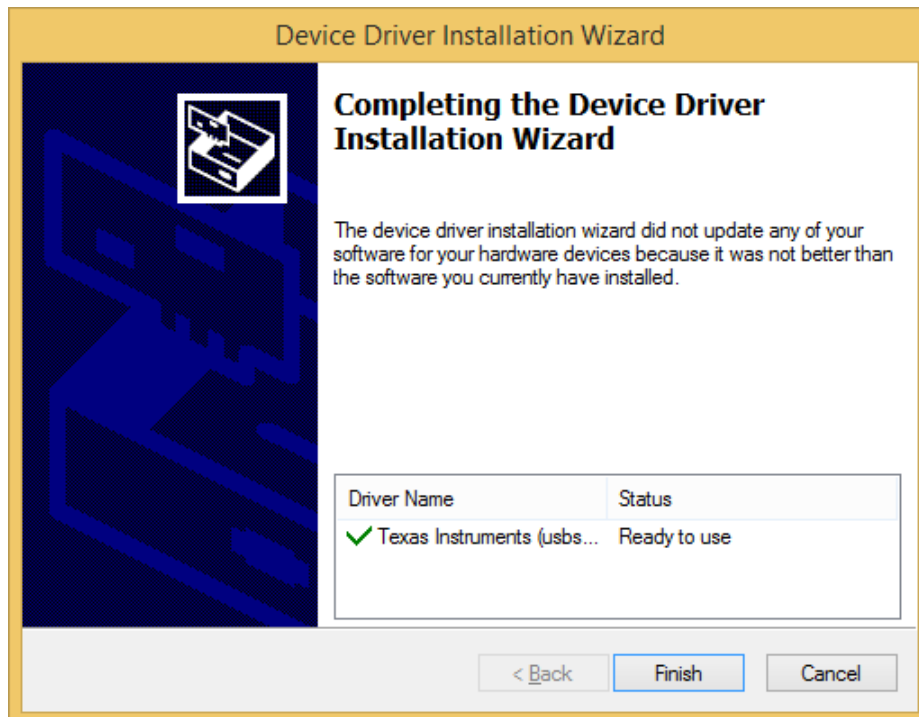 Device Driver Installation Wizard
Completing the Device Driver
Installation Wizard
The device driver installation wizard did not update any of your
software for your hardware devices because it was not better than
the software you currently have installed.
Driver Name Status
Texas Instruments (usbs... Ready to use
< Back Finish Cancel